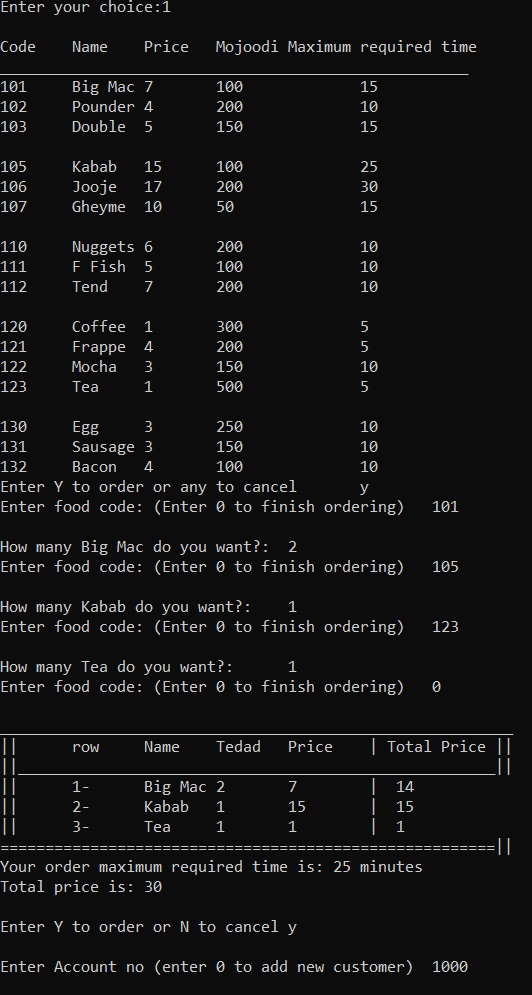 Enter your choice:1
Code Name Price Mojoodi Maximum required time
101 Big Mac 7 100 15
102 Pounder 4 200 10
103 Double 5 150 15
105 Kabab 15 100 25
106 Jooje 17 200 30
107 Gheyme 10 50 15
110 Nuggets 6 200 10
111 F Fish 5 100 10
112 Tend 7 200 10
120 Coffee 1 300 5
121 Frappe 4 200 5
122 Mocha 3 150 10
123 Tea 1 500 5
130 Egg 3 250 10
131 Sausage 3 150 10
132 Bacon 4 100 10
Enter Y to order or any to cancel y
Enter food code: (Enter 0 to finish ordering) 101
How many Big Mac do you want?: 2
Enter food code: (Enter 0 to finish ordering) 105
How many Kabab do you want?: 1
Enter food code: (Enter 0 to finish ordering) 123
How many Tea do you want?: 1
Enter food code: (Enter 0 to finish ordering) 0
|| row Name Tedad Price | Total Price ||
||_____________________________________________________||
|| 1- Big Mac 2 7 | 14
|| 2- Kabab 1 15 | 15
|| 3- Tea 1 1 | 1
=======================================================||
Your order maximum required time is: 25 minutes
Total price is: 30
Enter Y to order or N to cancel y
Enter Account no (enter 0 to add new customer) 1000